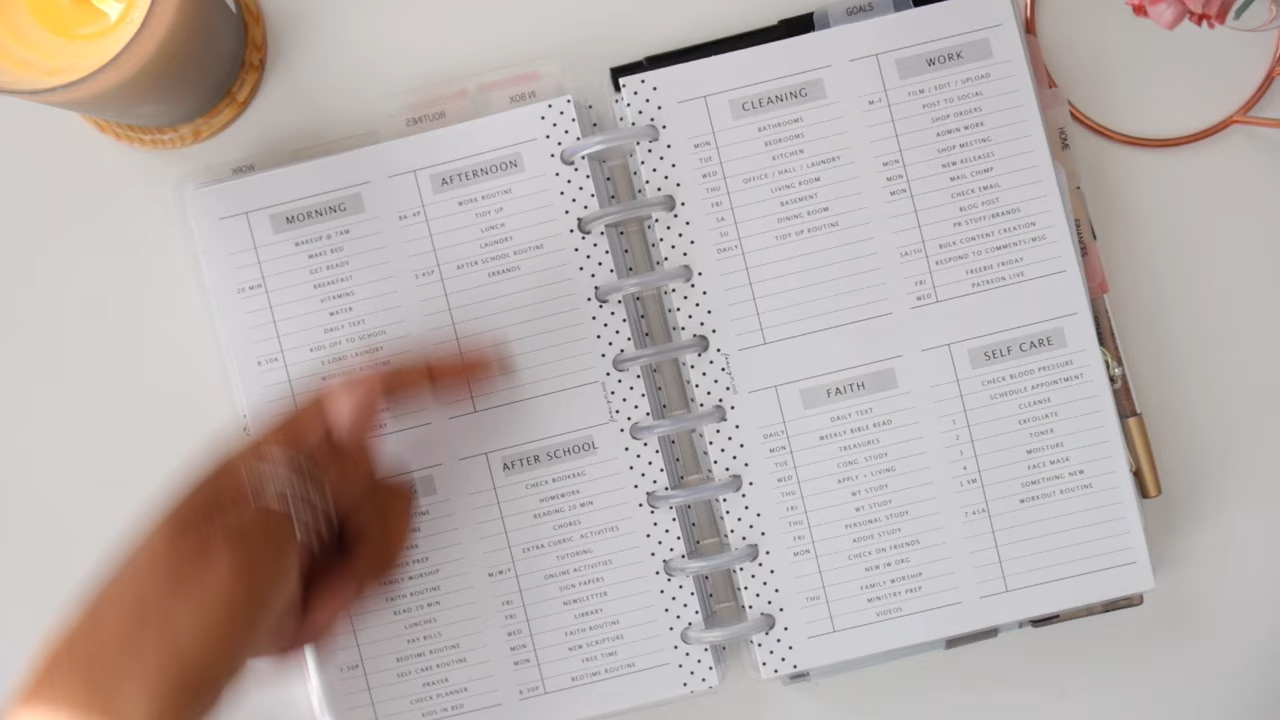 GOALS
IN BOX
ROUTINES
WORK
HOME
FINANCES
MORNING
WAKEUP @ 7AM
MAKE BED
GET READY
20 MIN BREAKFAST
VITAMINS
WATER
DAILY TEXT
KIDS OFF TO SCHOOL
8:10A 1 LOAD LAUNDRY
WORKOUT ROUTINE
AFTERNOON
8A-4P WORK ROUTINE
TIDY UP
LUNCH
LAUNDRY
3:45P AFTER SCHOOL ROUTINE
ERRANDS
FAMILY WORSHIP
FAITH ROUTINE
READ 20 MIN
LUNCHES
PAY BILLS
BEDTIME ROUTINE
7:30P SELF CARE ROUTINE
PRAYER
CHECK PLANNER
KIDS IN BED
AFTER SCHOOL
CHECK BOOKBAG
HOMEWORK
READING 20 MIN
CHORES
EXTRA CURRIC. ACTIVITIES
TUTORING
M/W/F ONLINE ACTIVITIES
SIGN PAPERS
FRI NEWSLETTER
FRI LIBRARY
WED FAITH ROUTINE
MON NEW SCRIPTURE
MON FREE TIME
8:30P BEDTIME ROUTINE
CLEANING
MON BATHROOMS
TUE BEDROOMS
WED KITCHEN
THU OFFICE / HALL / LAUNDRY
FRI LIVING ROOM
SA BASEMENT
SU DINING ROOM
DAILY TIDY UP ROUTINE
WORK
M-F FILM / EDIT / UPLOAD
POST TO SOCIAL
SHOP ORDERS
ADMIN WORK
MON SHOP MEETING
MON NEW RELEASES
MON MAIL CHIMP
CHECK EMAIL
BLOG POST
PR STUFF/BRANDS
SA/SU BULK CONTENT CREATION
RESPOND TO COMMENTS/MSG
FRI FREEBIE FRIDAY
WED PATREON LIVE
FAITH
DAILY DAILY TEXT
MON WEEKLY BIBLE READ
TUE TREASURES
WED CONG. STUDY
THU APPLY + LIVING
FRI WT STUDY
THU WT STUDY
FRI PERSONAL STUDY
MON ADDIE STUDY
CHECK ON FRIENDS
NEW JW.ORG
THU FAMILY WORSHIP
MINISTRY PREP
VIDEOS
SELF CARE
CHECK BLOOD PRESSURE
SCHEDULE APPOINTMENT
1 CLEANSE
2 EXFOLIATE
3 TONER
4 MOISTURE
1 XM FACE MASK
SOMETHING NEW
7:45A WORKOUT ROUTINE